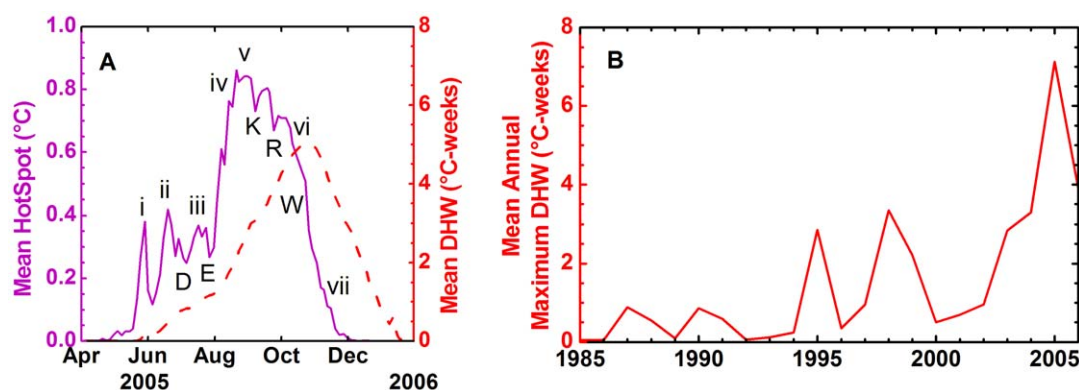 A
Mean HotSpot (°C)
1.0
0.8
0.6
0.4
0.2
0.0
i
ii
iii
iv
v
vi
vii
D
E
K
R
W
Apr
Jun
Aug
Oct
Dec
2005
2006
8
6
4
2
0
Mean DHW (°C-weeks)
B
Mean Annual
Maximum DHW (°C-weeks)
8
6
4
2
0
1985
1990
1995
2000
2005